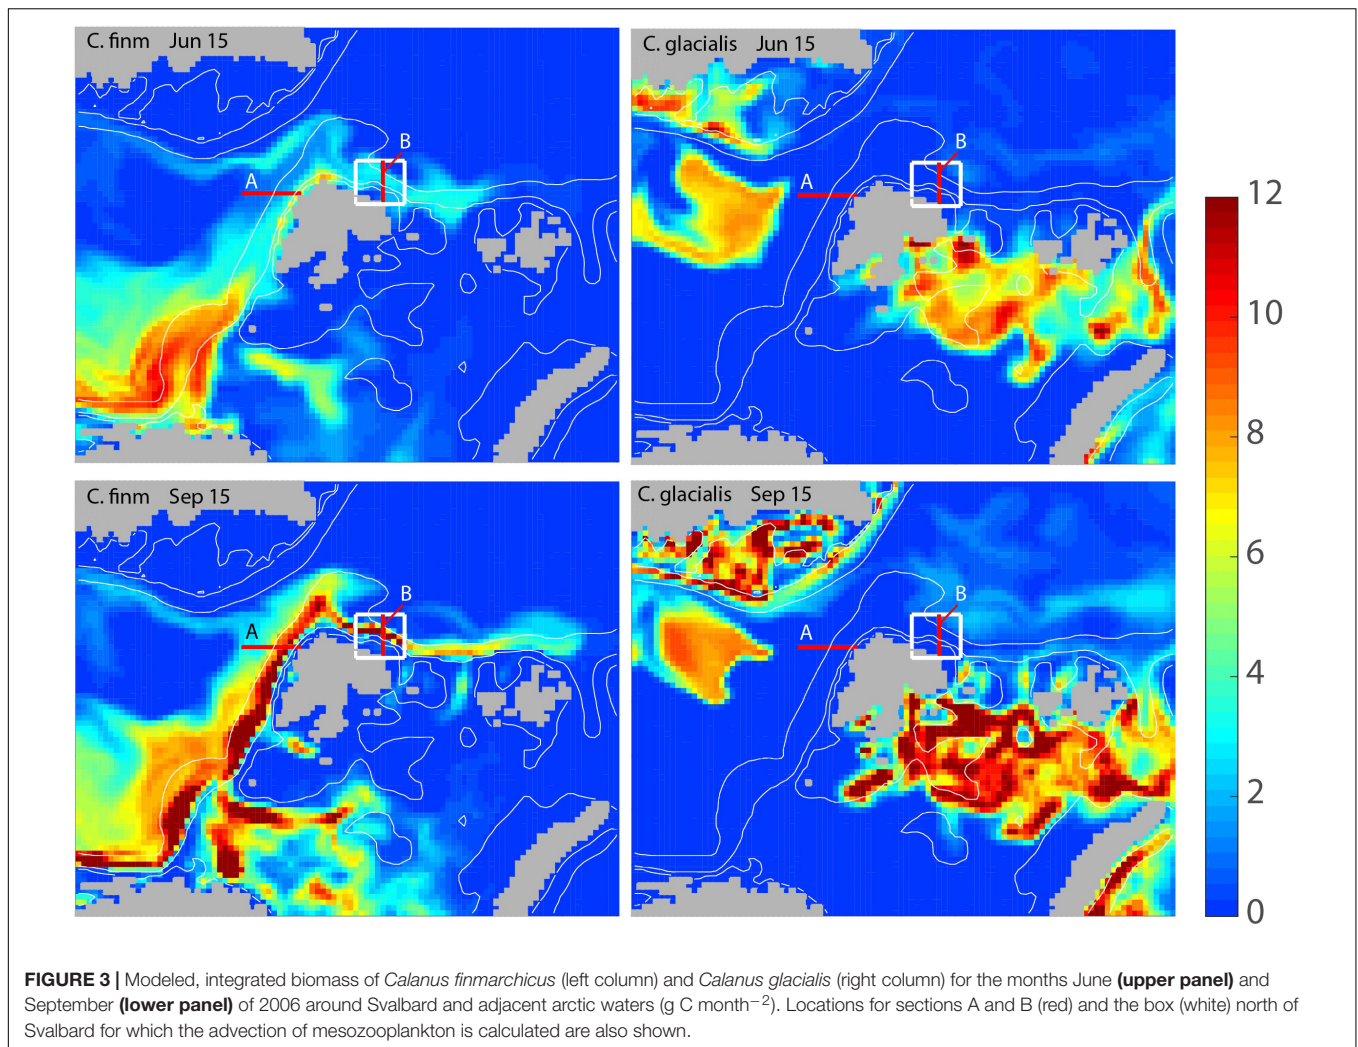 C. finm Jun 15
A
B
C. glacialis Jun 15
A
B
C. finm Sep 15
A
B
C. glacialis Sep 15
A
B
12
10
8
6
4
2
0
FIGURE 3 | Modeled, integrated biomass of Calanus finmarchicus (left column) and Calanus glacialis (right column) for the months June (upper panel) and
September (lower panel) of 2006 around Svalbard and adjacent arctic waters (g C month−2). Locations for sections A and B (red) and the box (white) north of
Svalbard for which the advection of mesozooplankton is calculated are also shown.